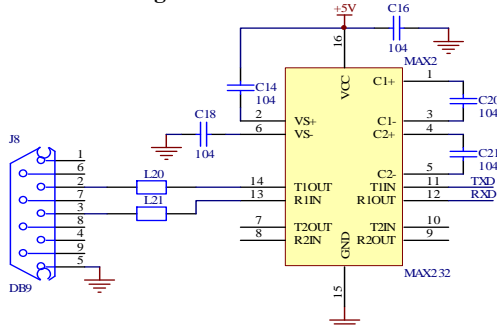 +5V
C16
104
16
VCC
MAX2
C1+
1
C14
104
C20
104
2
VS+
C1-
3
C18
104
6
VS-
C2+
4
C21
104
C2-
5
J8
1
6
2
7
3
8
4
9
5
DB9
L20
L21
14
T1OUT
T1IN
11
TXD
13
R1IN
R1OUT
12
RXD
7
T2OUT
T2IN
10
8
R2IN
R2OUT
9
GND
15
MAX232